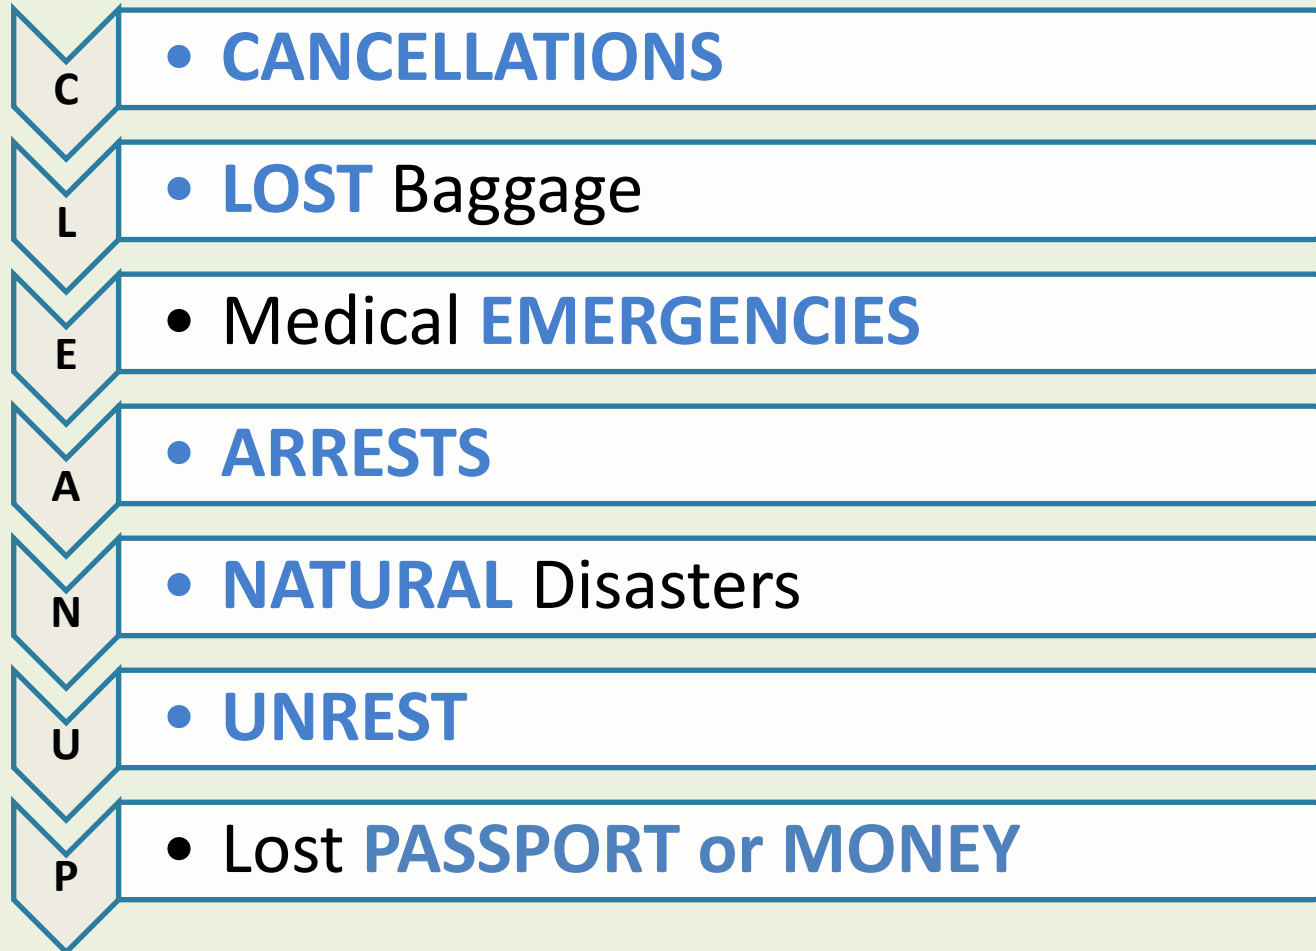 C
• CANCELLATIONS
L
• LOST Baggage
E
• Medical EMERGENCIES
A
• ARRESTS
N
• NATURAL Disasters
U
• UNREST
P
• Lost PASSPORT or MONEY